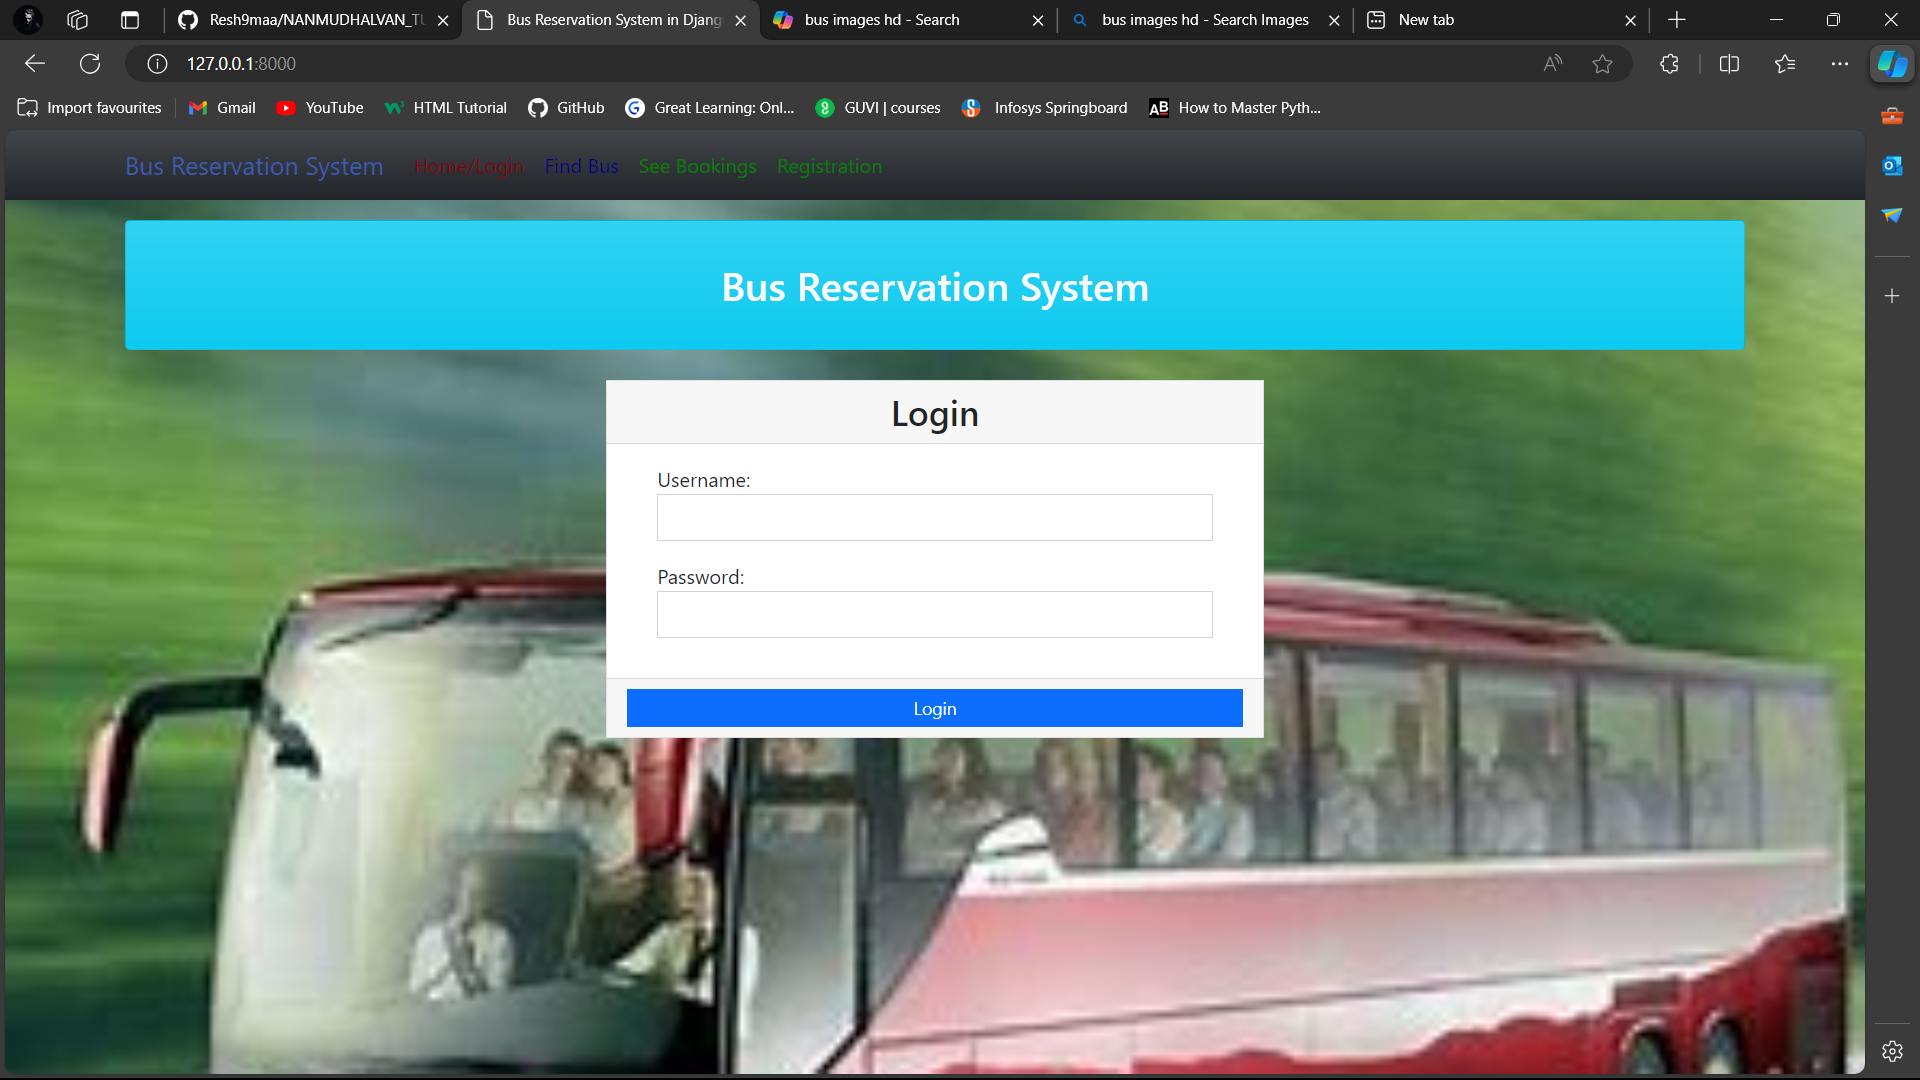 Resh9maa/NANMUDHALVAN_TU
Bus Reservation System in Djang
bus images hd - Search
bus images hd - Search Images
New tab
127.0.0.1:8000
Import favourites
Gmail
YouTube
HTML Tutorial
GitHub
Great Learning: Onl...
GUVI | courses
Infosys Springboard
How to Master Pyth...
Bus Reservation System
Home/Login
Find Bus
See Bookings
Registration
Bus Reservation System
Login
Username:
Password:
Login